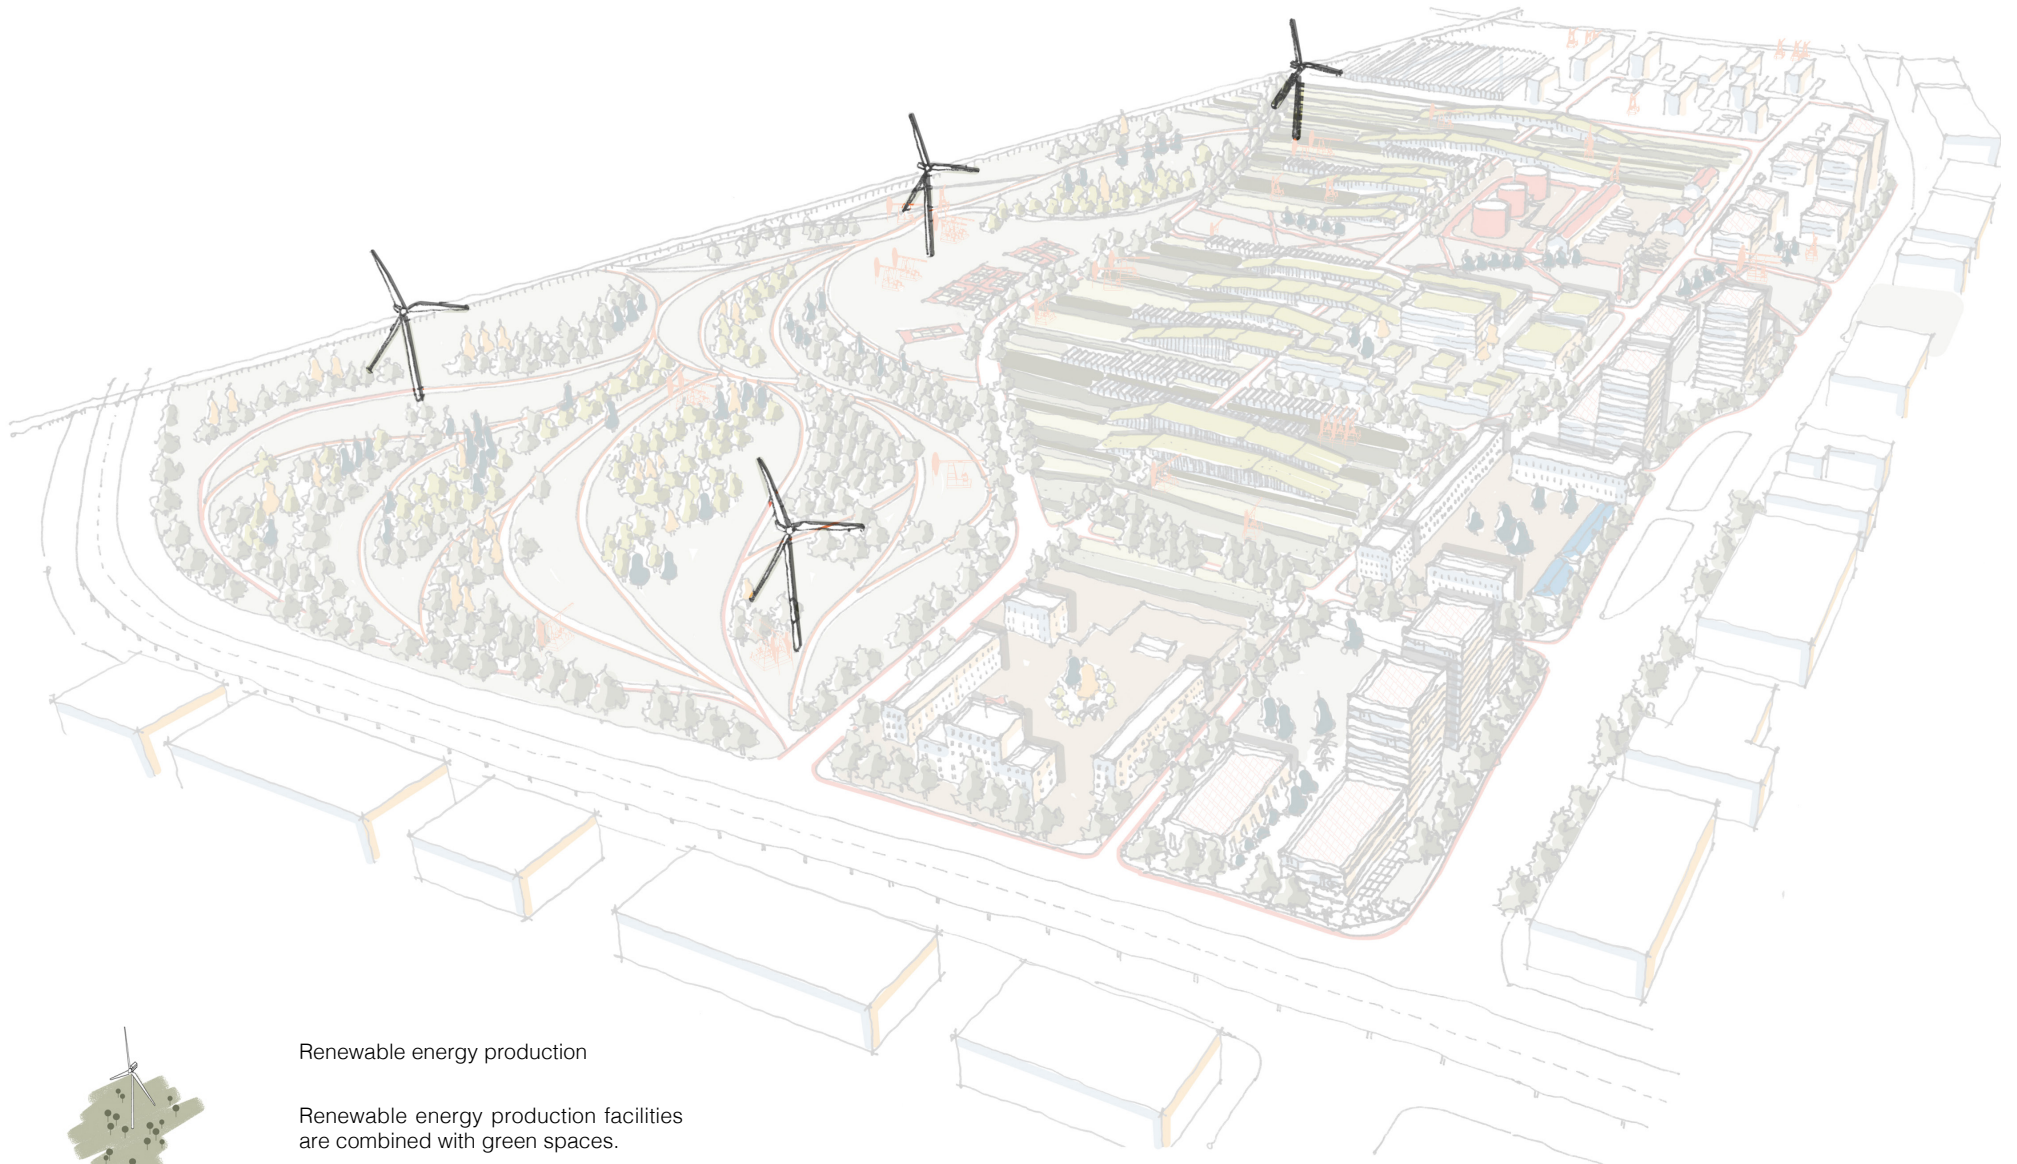 Renewable energy production
Renewable energy production facilities
are combined with green spaces.